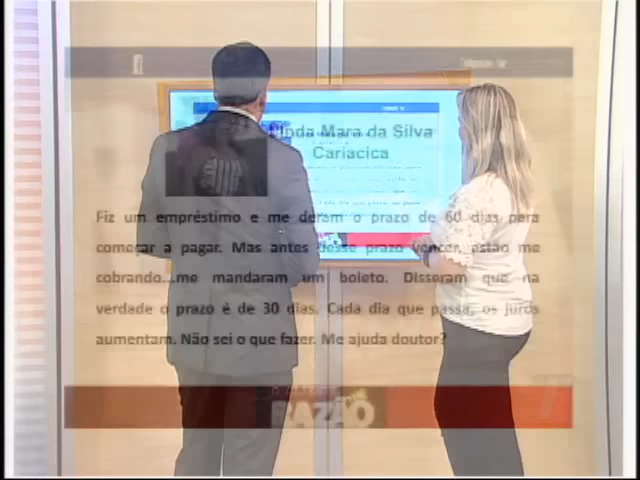 Linda Mara da Silva
Cariacica
Fiz um empréstimo e me deram o prazo de 60 dias para
começar a pagar. Mas antes desse prazo vencer, estão me
cobrando...me mandaram um boleto. Disseram que na
verdade o prazo é de 30 dias. Cada dia que passa, os juros
aumentam. Não sei o que fazer. Me ajuda doutor?
RAZÃO